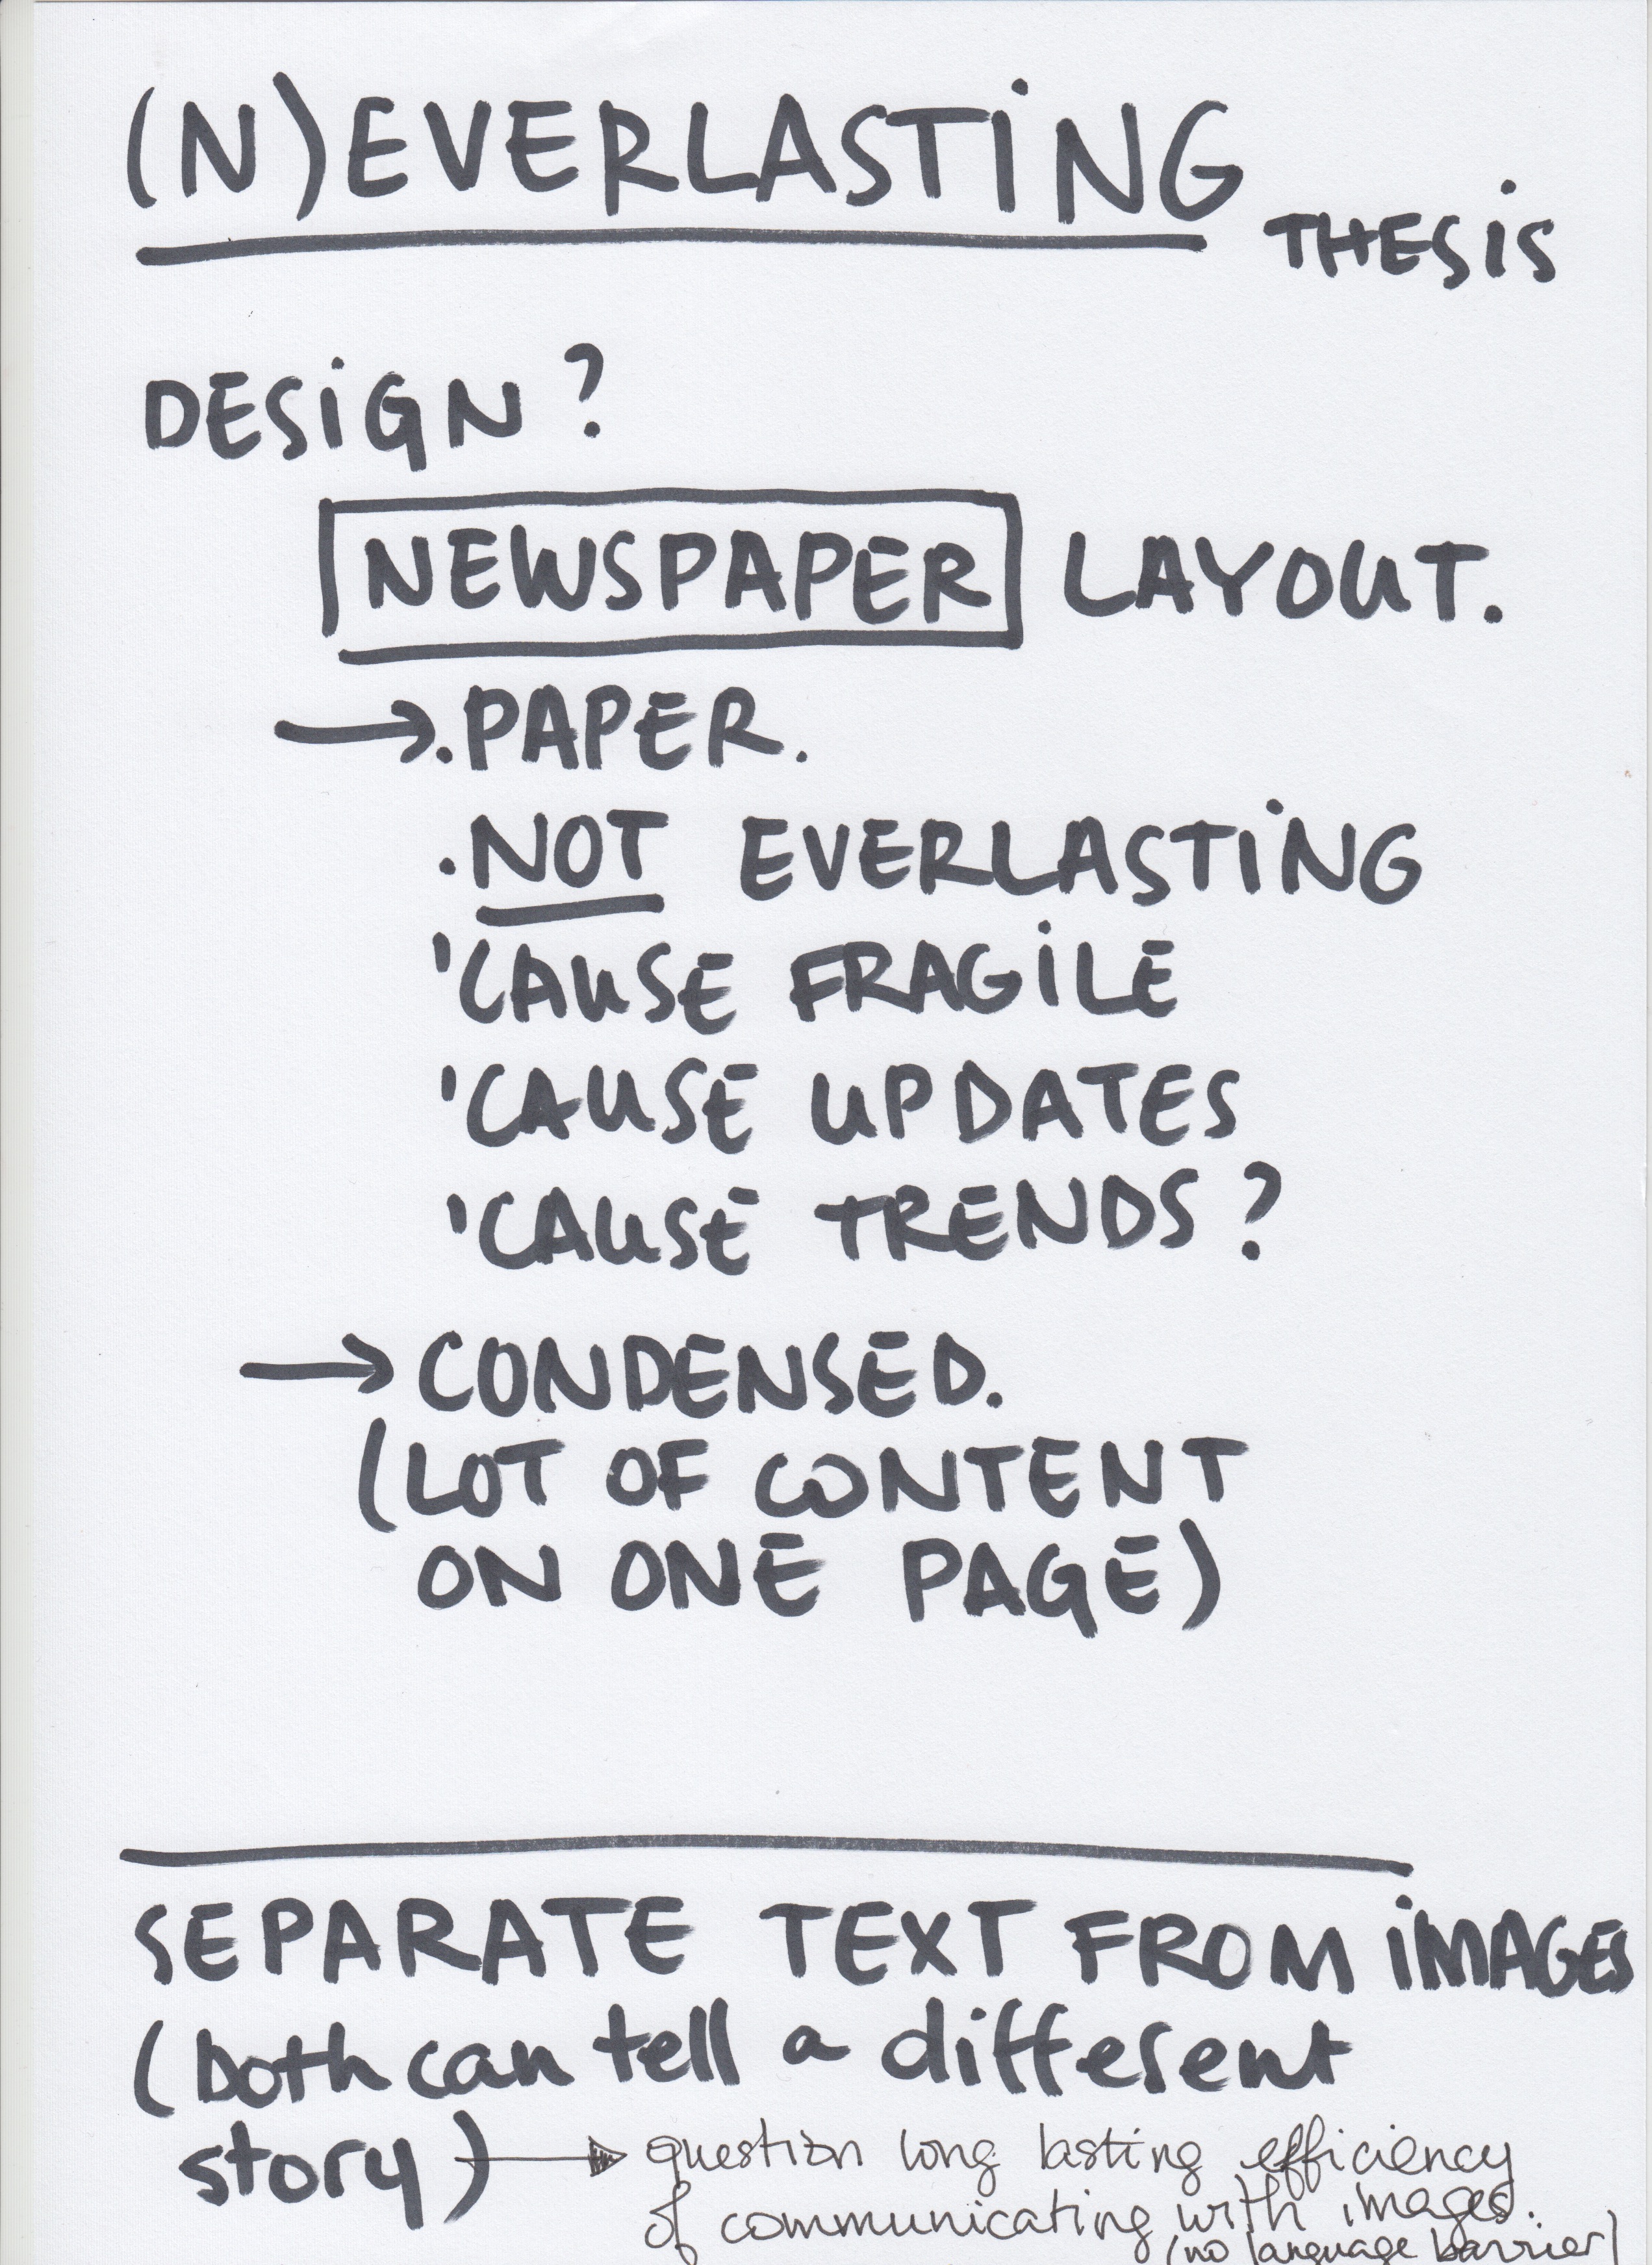 (N)EVERLASTING THESIS
DESIGN?
NEWSPAPER LAYOUT.
→ .PAPER.
.NOT EVERLASTING
'CAUSE FRAGILE
'CAUSE UPDATES
'CAUSE TRENDS?
→ CONDENSED.
(LOT OF CONTENT
ON ONE PAGE)
SEPARATE TEXT FROM IMAGES
(both can tell a different
story) → question long lasting efficiency
of communicating with images.
(no language barrier)